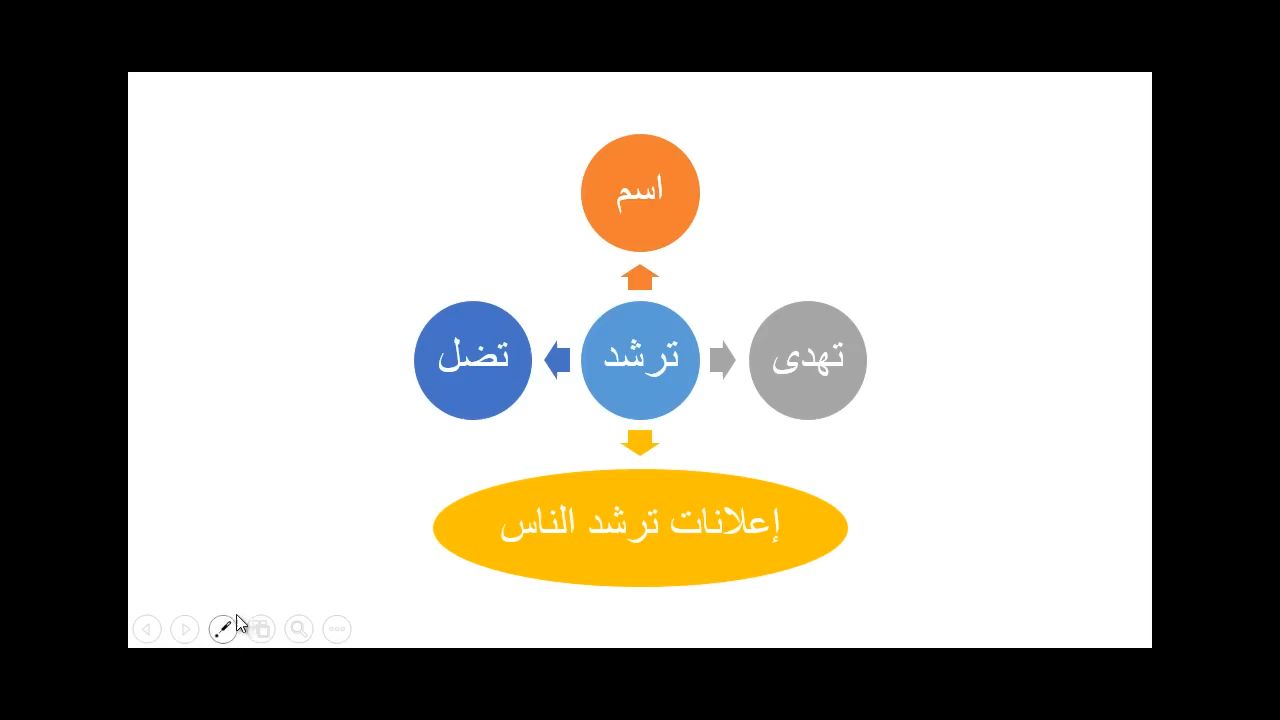 اسم
تهدى
ترشد
تضل
إعلانات ترشد الناس